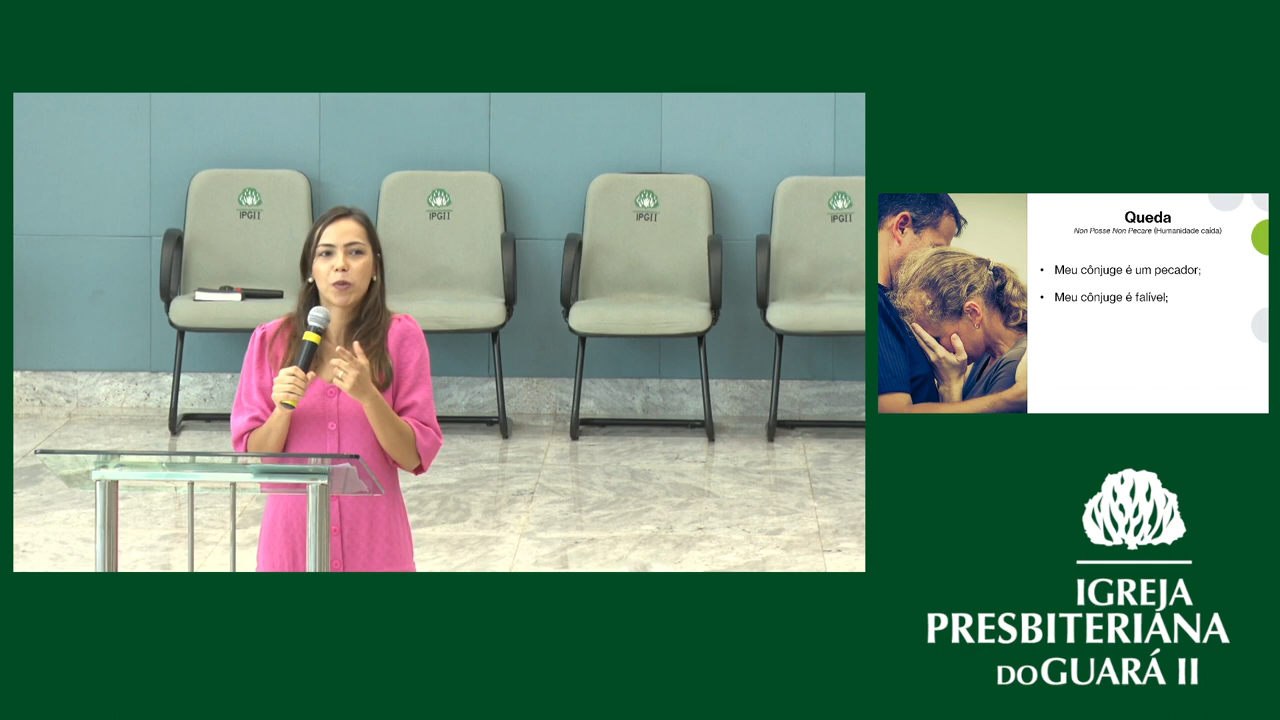 IPGII
IPGII
IPGII
IPGII
Queda
Non Posse Non Pecare (Humanidade caída)
• Meu cônjuge é um pecador;
• Meu cônjuge é falível;
IGREJA
PRESBITERIANA
DO GUARÁ II